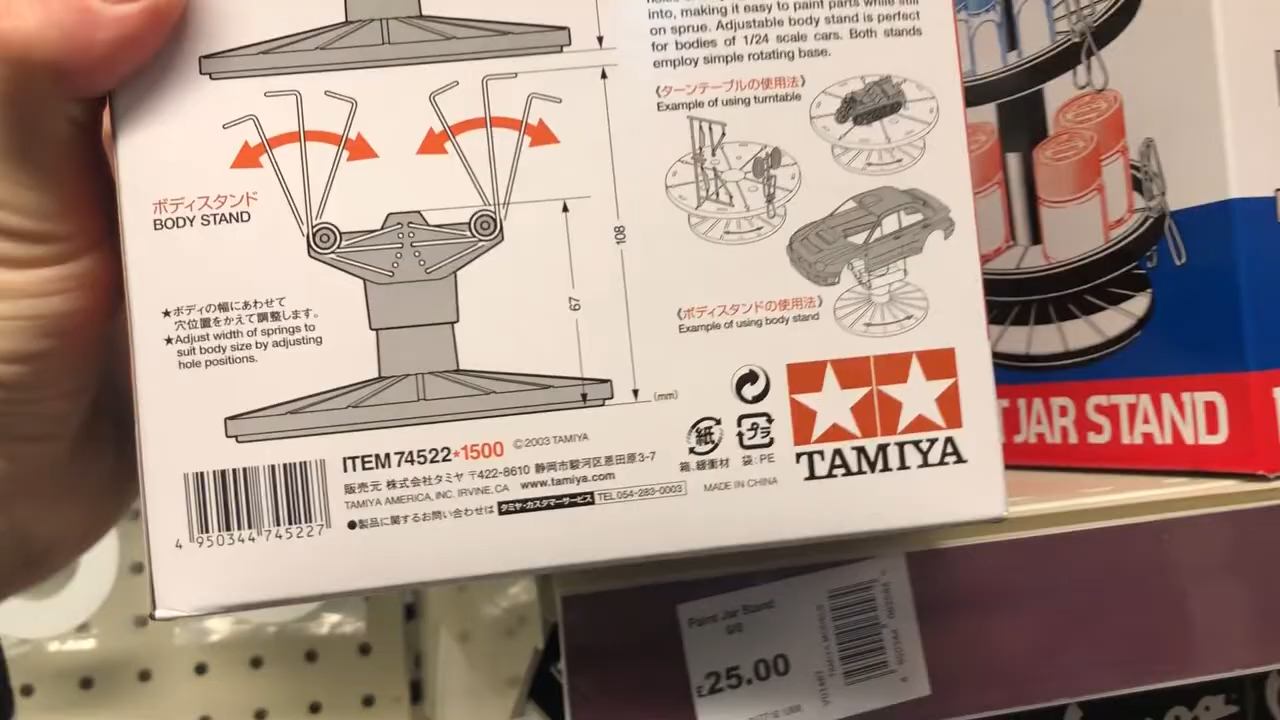 into, making it easy to paint parts while still
on sprue. Adjustable body stand is perfect
for bodies of 1/24 scale cars. Both stands
employ simple rotating base.
《ターンテーブルの使用法》
Example of using turntable
ボディスタンド
BODY STAND
108
67
★ボディの幅にあわせて
穴位置をかえて調整します。
★Adjust width of springs to
suit body size by adjusting
hole positions.
《ボディスタンドの使用法》
Example of using body stand
(mm)
ITEM 74522★1500 ©2003 TAMIYA
販売元 株式会社タミヤ 〒422-8610 静岡市駿河区恩田原3-7
TAMIYA AMERICA, INC. IRVINE, CA www.tamiya.com
●製品に関するお問い合わせは タミヤ・カスタマーサービス TEL 054-283-0003
4 950344 745227
紙
プラ
箱、緩衝材 袋:PE
MADE IN CHINA
TAMIYA
JAR STAND
Paint Jar Stand
£25.00